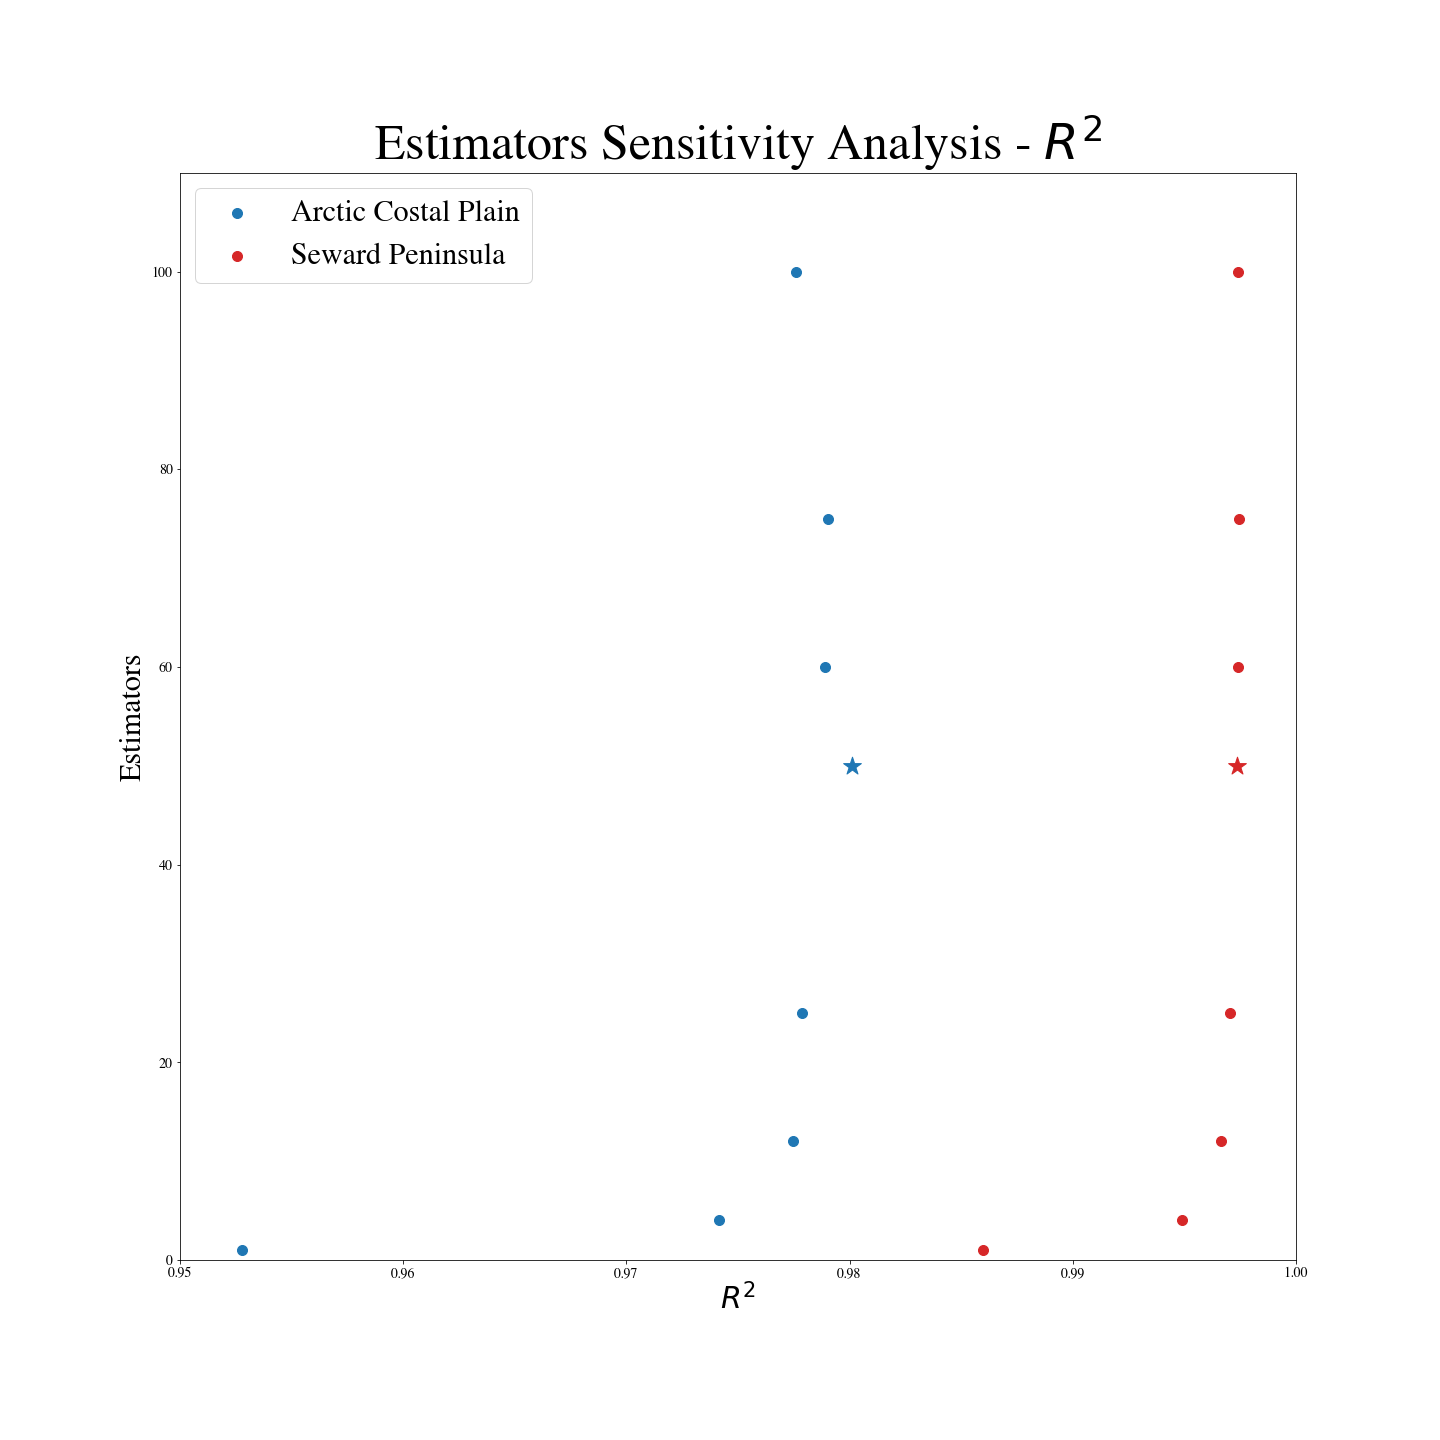 Estimators Sensitivity Analysis - R²
Arctic Costal Plain
Seward Peninsula
100
80
60
40
20
0
Estimators
0.95 0.96 0.97 0.98 0.99 1.00
R²